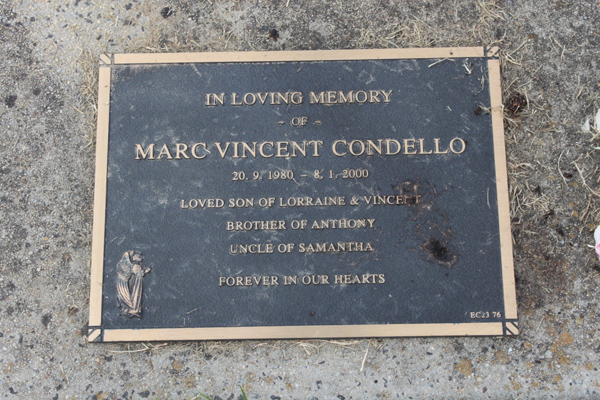 IN LOVING MEMORY
~ OF ~
MARC VINCENT CONDELLO
20. 9. 1980 – 8. 1. 2000
LOVED SON OF LORRAINE & VINCENT
BROTHER OF ANTHONY
UNCLE OF SAMANTHA
FOREVER IN OUR HEARTS
EC23 76